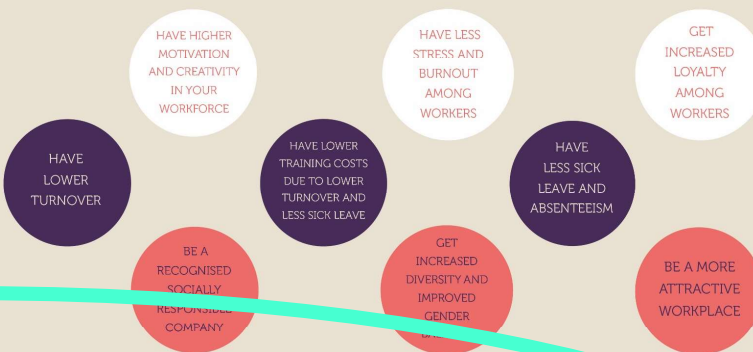 HAVE HIGHER
MOTIVATION
AND CREATIVITY
IN YOUR
WORKFORCE
HAVE LESS
STRESS AND
BURNOUT
AMONG
WORKERS
GET
INCREASED
LOYALTY
AMONG
WORKERS
HAVE
LOWER
TURNOVER
HAVE LOWER
TRAINING COSTS
DUE TO LOWER
TURNOVER AND
LESS SICK LEAVE
HAVE
LESS SICK
LEAVE AND
ABSENTEEISM
BE A
RECOGNISED
SOCIALLY
RESPONSIBLE
COMPANY
GET
INCREASED
DIVERSITY AND
IMPROVED
GENDER
BE A MORE
ATTRACTIVE
WORKPLACE